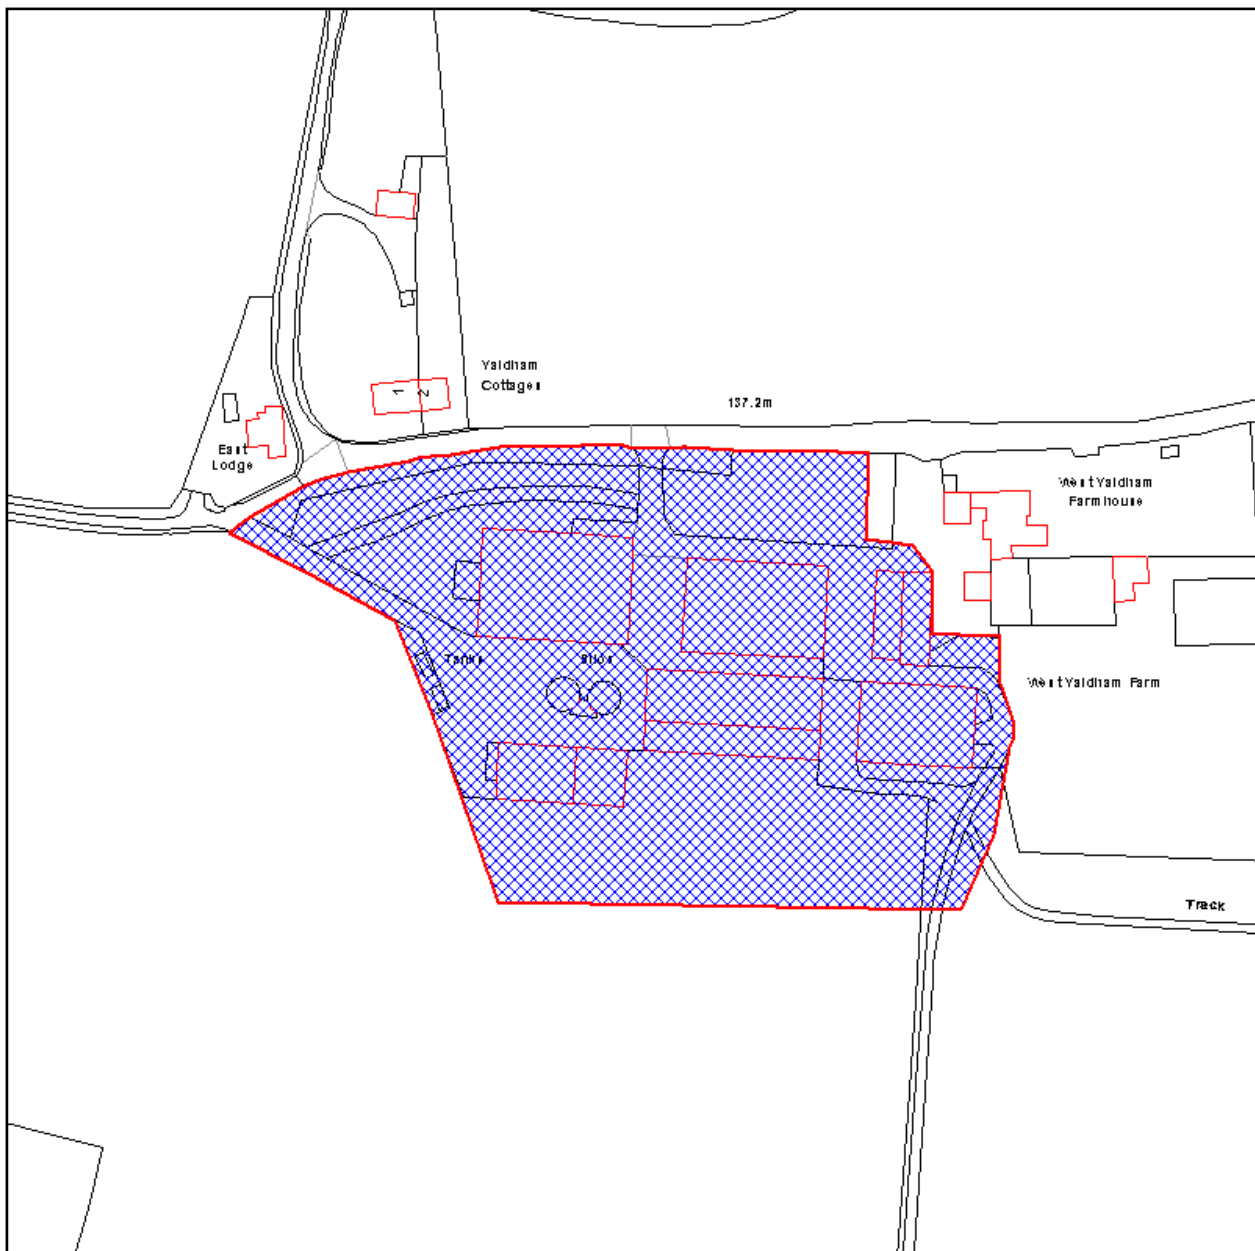 Yaldham
Cottages
1
2
137.2m
East
Lodge
West Yaldham
Farmhouse
Tanks
Silos
West Yaldham Farm
Track